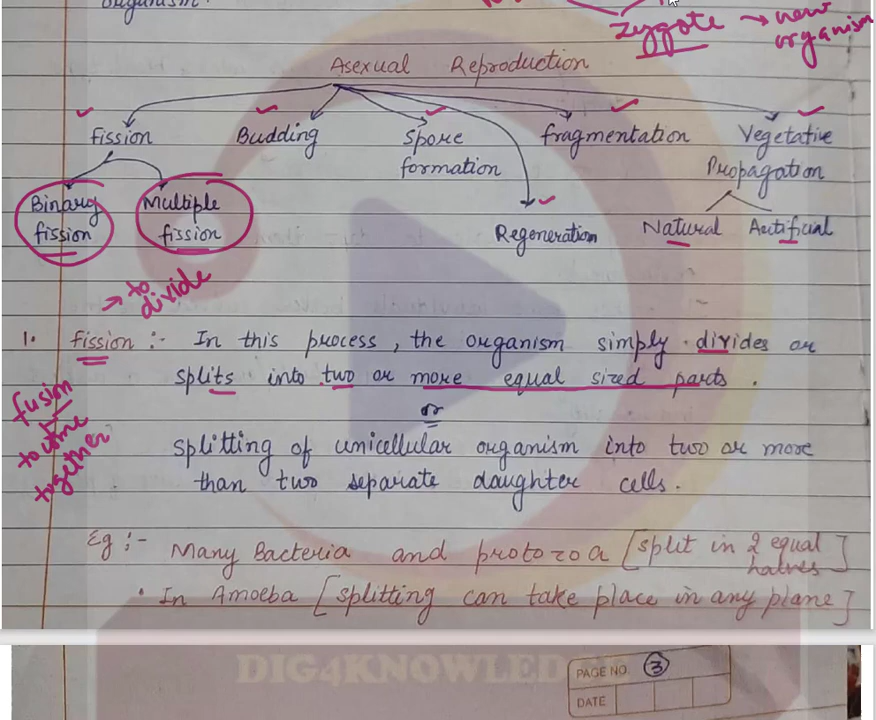 organism.
zygote → new
organism
Asexual Reproduction
fission Budding Spore fragmentation Vegetative
formation Propagation
Binary Multiple
fission fission
Regeneration Natural Artificial
→ to
divide
1. fission :- In this process, the organism simply divides or
splits into two or more equal sized parts.
or
splitting of unicellular organism into two or more
than two separate daughter cells.
fusion
to
together
Eg :- Many Bacteria and protozoa [split in 2 equal
halves]
• In Amoeba [splitting can take place in any plane]
DIG4KNOWLED
PAGE NO. 3
DATE